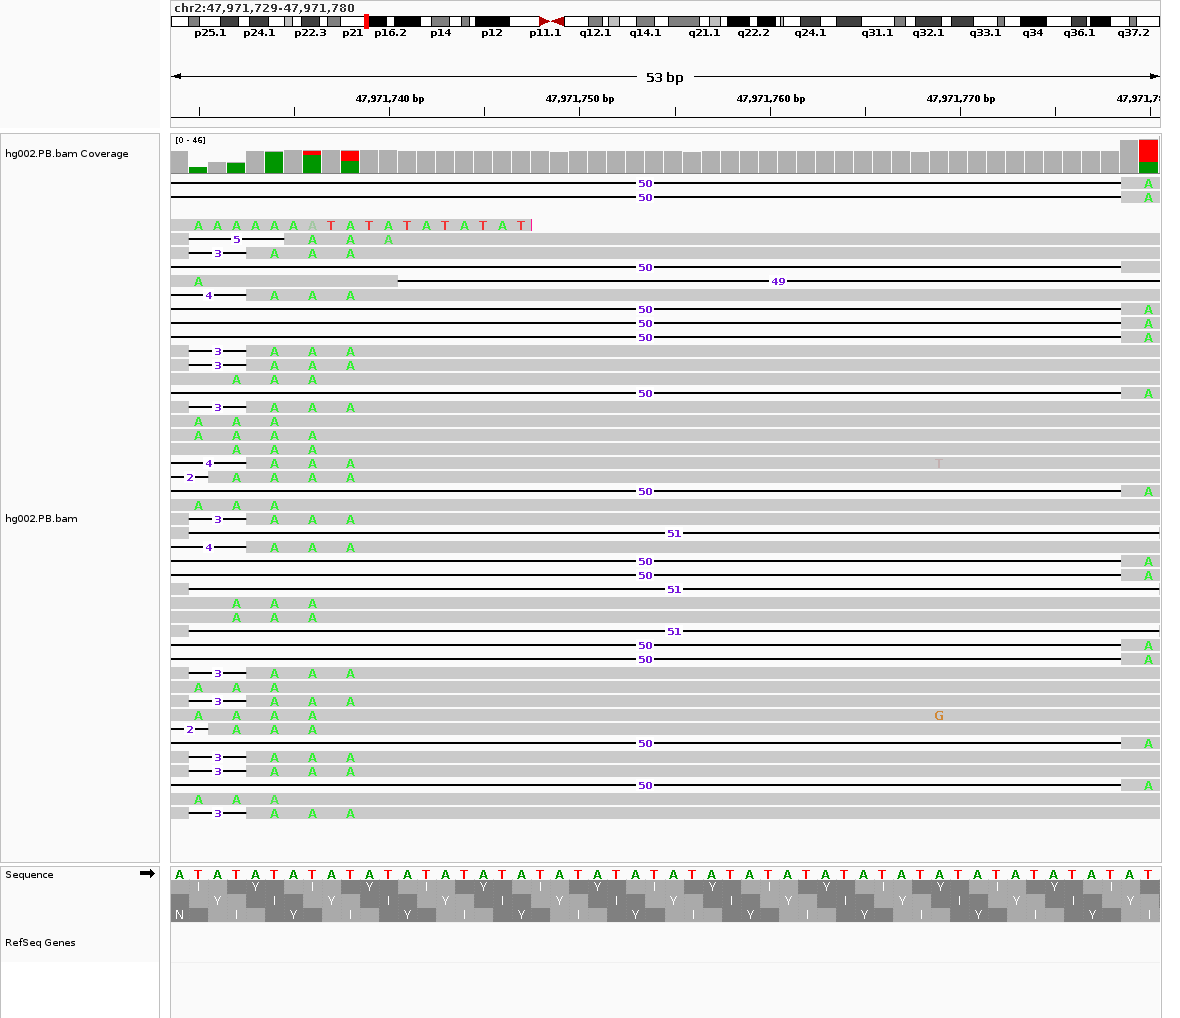 chr2:47,971,729-47,971,780
p25.1 p24.1 p22.3 p21 p16.2 p14 p12 p11.1 q12.1 q14.1 q21.1 q22.2 q24.1 q31.1 q32.1 q33.1 q34 q36.1 q37.2
53 bp
47,971,740 bp 47,971,750 bp 47,971,760 bp 47,971,770 bp 47,971,78
[0 - 46]
hg002.PB.bam Coverage
50 A
50 A
A A A A A A A T A T A T A T A T A T
5 A A A
3 A A A
50
A 49
4 A A A
50 A
50 A
50 A
3 A A A
3 A A A
A A A
50 A
3 A A A
A A A
A A A A
A A A
4 A A A T
2 A A A A
50 A
A A A
hg002.PB.bam
3 A A A
51
4 A A A
50 A
50 A
51
A A A
A A A
51
50 A
50 A
3 A A A
A A A
3 A A A
A A A A G
2 A A A
50 A
3 A A A
3 A A A
50 A
A A A
3 A A A
Sequence
A T A T A T A T A T A T A T A T A T A T A T A T A T A T A T A T A T A T A T A T A T A T A T A T A T A T
I Y I Y I Y I Y I Y I Y I Y I Y I
Y I Y I Y I Y I Y I Y I Y I Y I Y
N I Y I Y I Y I Y I Y I Y I Y I Y I
RefSeq Genes